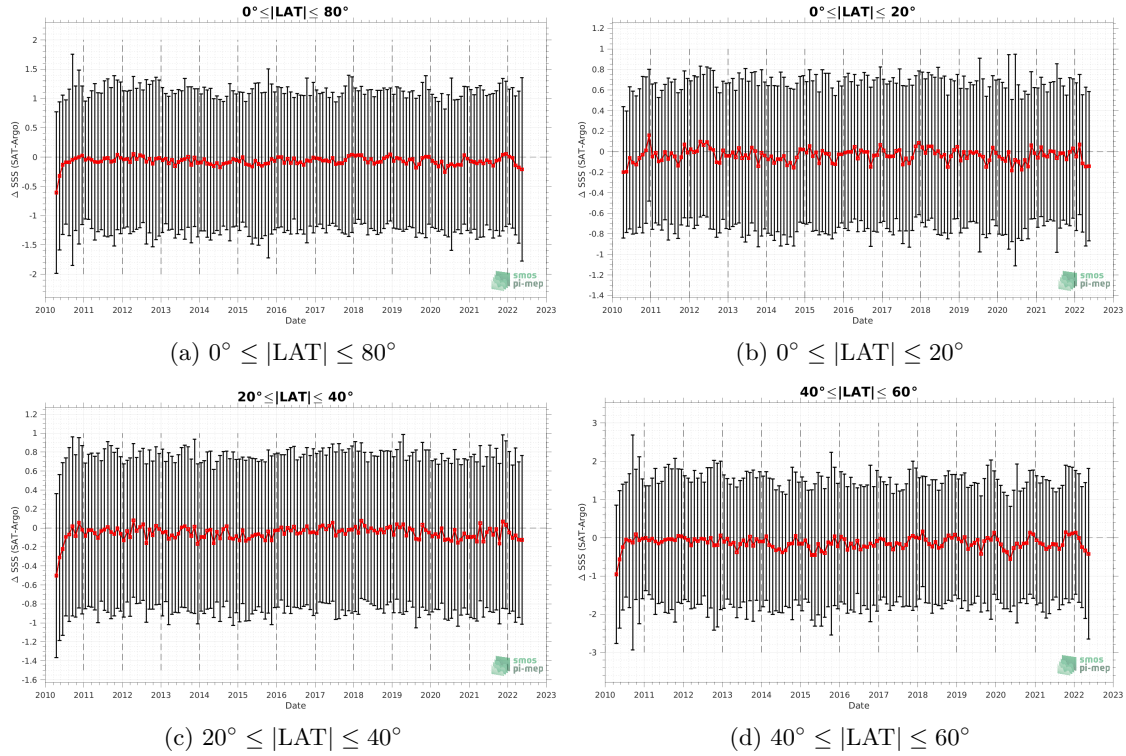 0°≤|LAT|≤ 80°
Δ SSS (SAT-Argo)
2
1.5
1
0.5
0
-0.5
-1
-1.5
-2
2010 2011 2012 2013 2014 2015 2016 2017 2018 2019 2020 2021 2022 2023
Date
smos
pi-mep
(a) 0° ≤ |LAT| ≤ 80°
0°≤|LAT|≤ 20°
Δ SSS (SAT-Argo)
1.2
1
0.8
0.6
0.4
0.2
0
-0.2
-0.4
-0.6
-0.8
-1
-1.2
-1.4
2010 2011 2012 2013 2014 2015 2016 2017 2018 2019 2020 2021 2022 2023
Date
smos
pi-mep
(b) 0° ≤ |LAT| ≤ 20°
20°≤|LAT|≤ 40°
Δ SSS (SAT-Argo)
1.2
1
0.8
0.6
0.4
0.2
0
-0.2
-0.4
-0.6
-0.8
-1
-1.2
-1.4
-1.6
2010 2011 2012 2013 2014 2015 2016 2017 2018 2019 2020 2021 2022 2023
Date
smos
pi-mep
(c) 20° ≤ |LAT| ≤ 40°
40°≤|LAT|≤ 60°
Δ SSS (SAT-Argo)
3
2
1
0
-1
-2
-3
2010 2011 2012 2013 2014 2015 2016 2017 2018 2019 2020 2021 2022 2023
Date
smos
pi-mep
(d) 40° ≤ |LAT| ≤ 60°